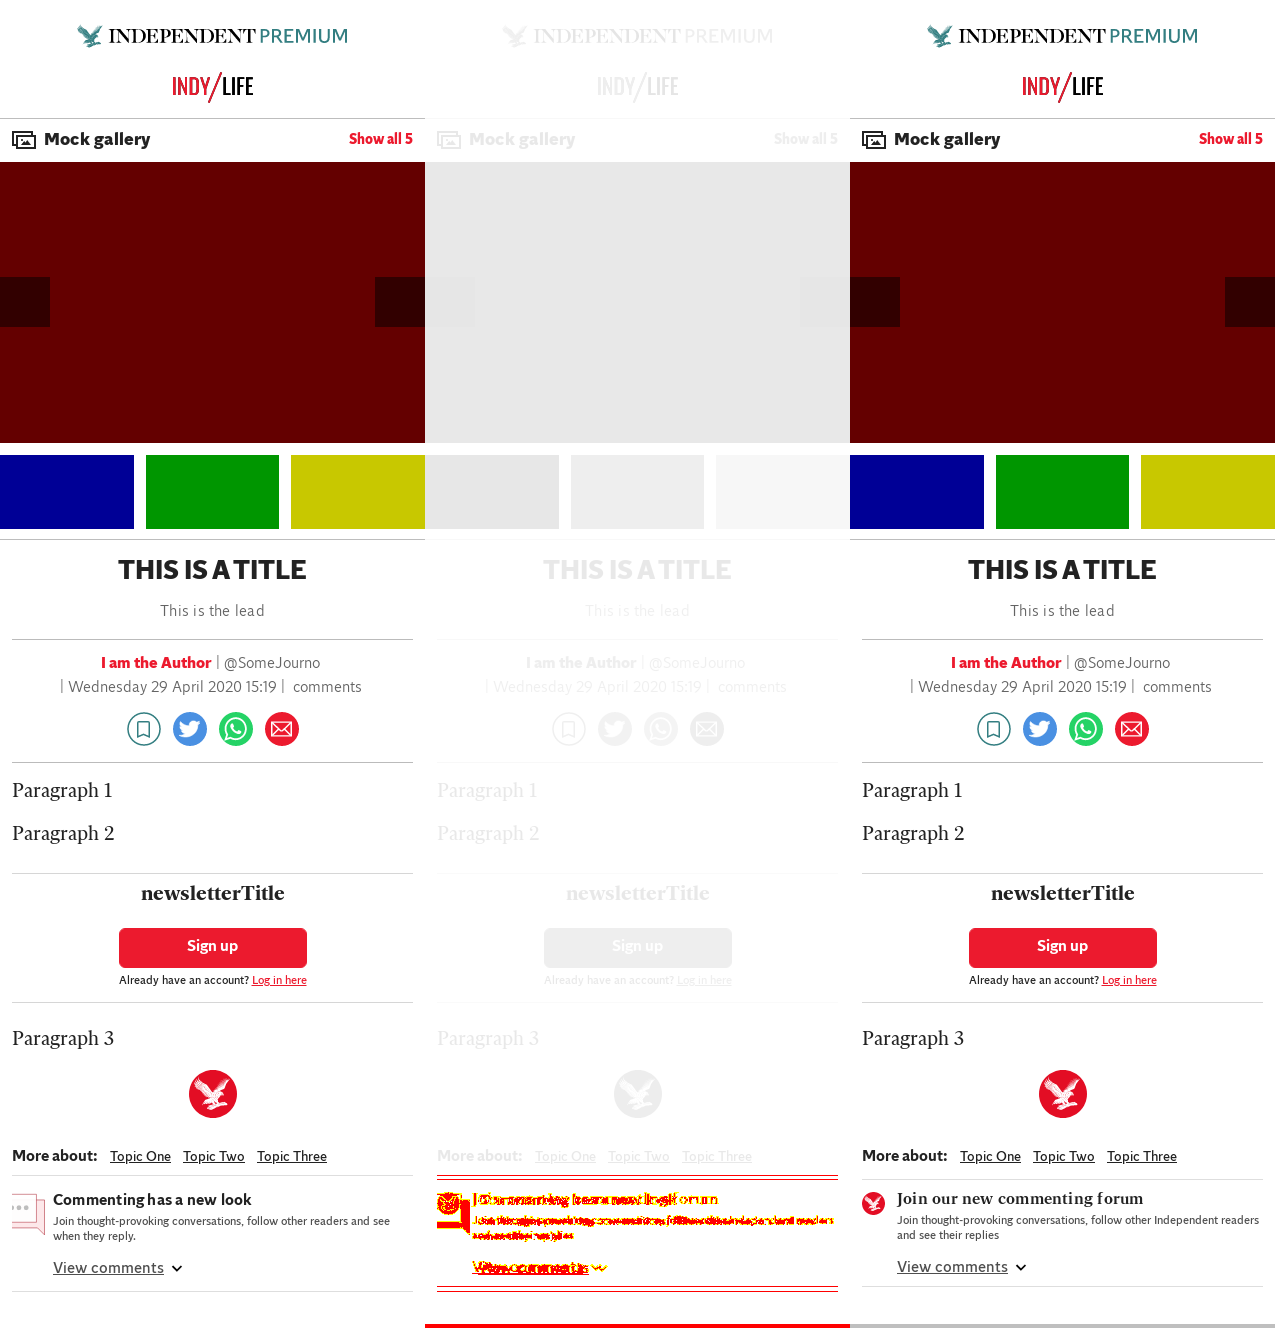 INDEPENDENT PREMIUM
INDY/LIFE
Mock gallery
Show all 5
THIS IS A TITLE
This is the lead
I am the Author | @SomeJourno
| Wednesday 29 April 2020 15:19 | comments
Paragraph 1
Paragraph 2
newsletterTitle
Sign up
Already have an account? Log in here
Paragraph 3
More about: Topic One Topic Two Topic Three
Commenting has a new look
Join thought-provoking conversations, follow other readers and see
when they reply.
View comments
INDEPENDENT PREMIUM
INDY/LIFE
Mock gallery
Show all 5
THIS IS A TITLE
This is the lead
I am the Author | @SomeJourno
| Wednesday 29 April 2020 15:19 | comments
Paragraph 1
Paragraph 2
newsletterTitle
Sign up
Already have an account? Log in here
Paragraph 3
More about: Topic One Topic Two Topic Three
View comments
INDEPENDENT PREMIUM
INDY/LIFE
Mock gallery
Show all 5
THIS IS A TITLE
This is the lead
I am the Author | @SomeJourno
| Wednesday 29 April 2020 15:19 | comments
Paragraph 1
Paragraph 2
newsletterTitle
Sign up
Already have an account? Log in here
Paragraph 3
More about: Topic One Topic Two Topic Three
Join our new commenting forum
Join thought-provoking conversations, follow other Independent readers
and see their replies
View comments